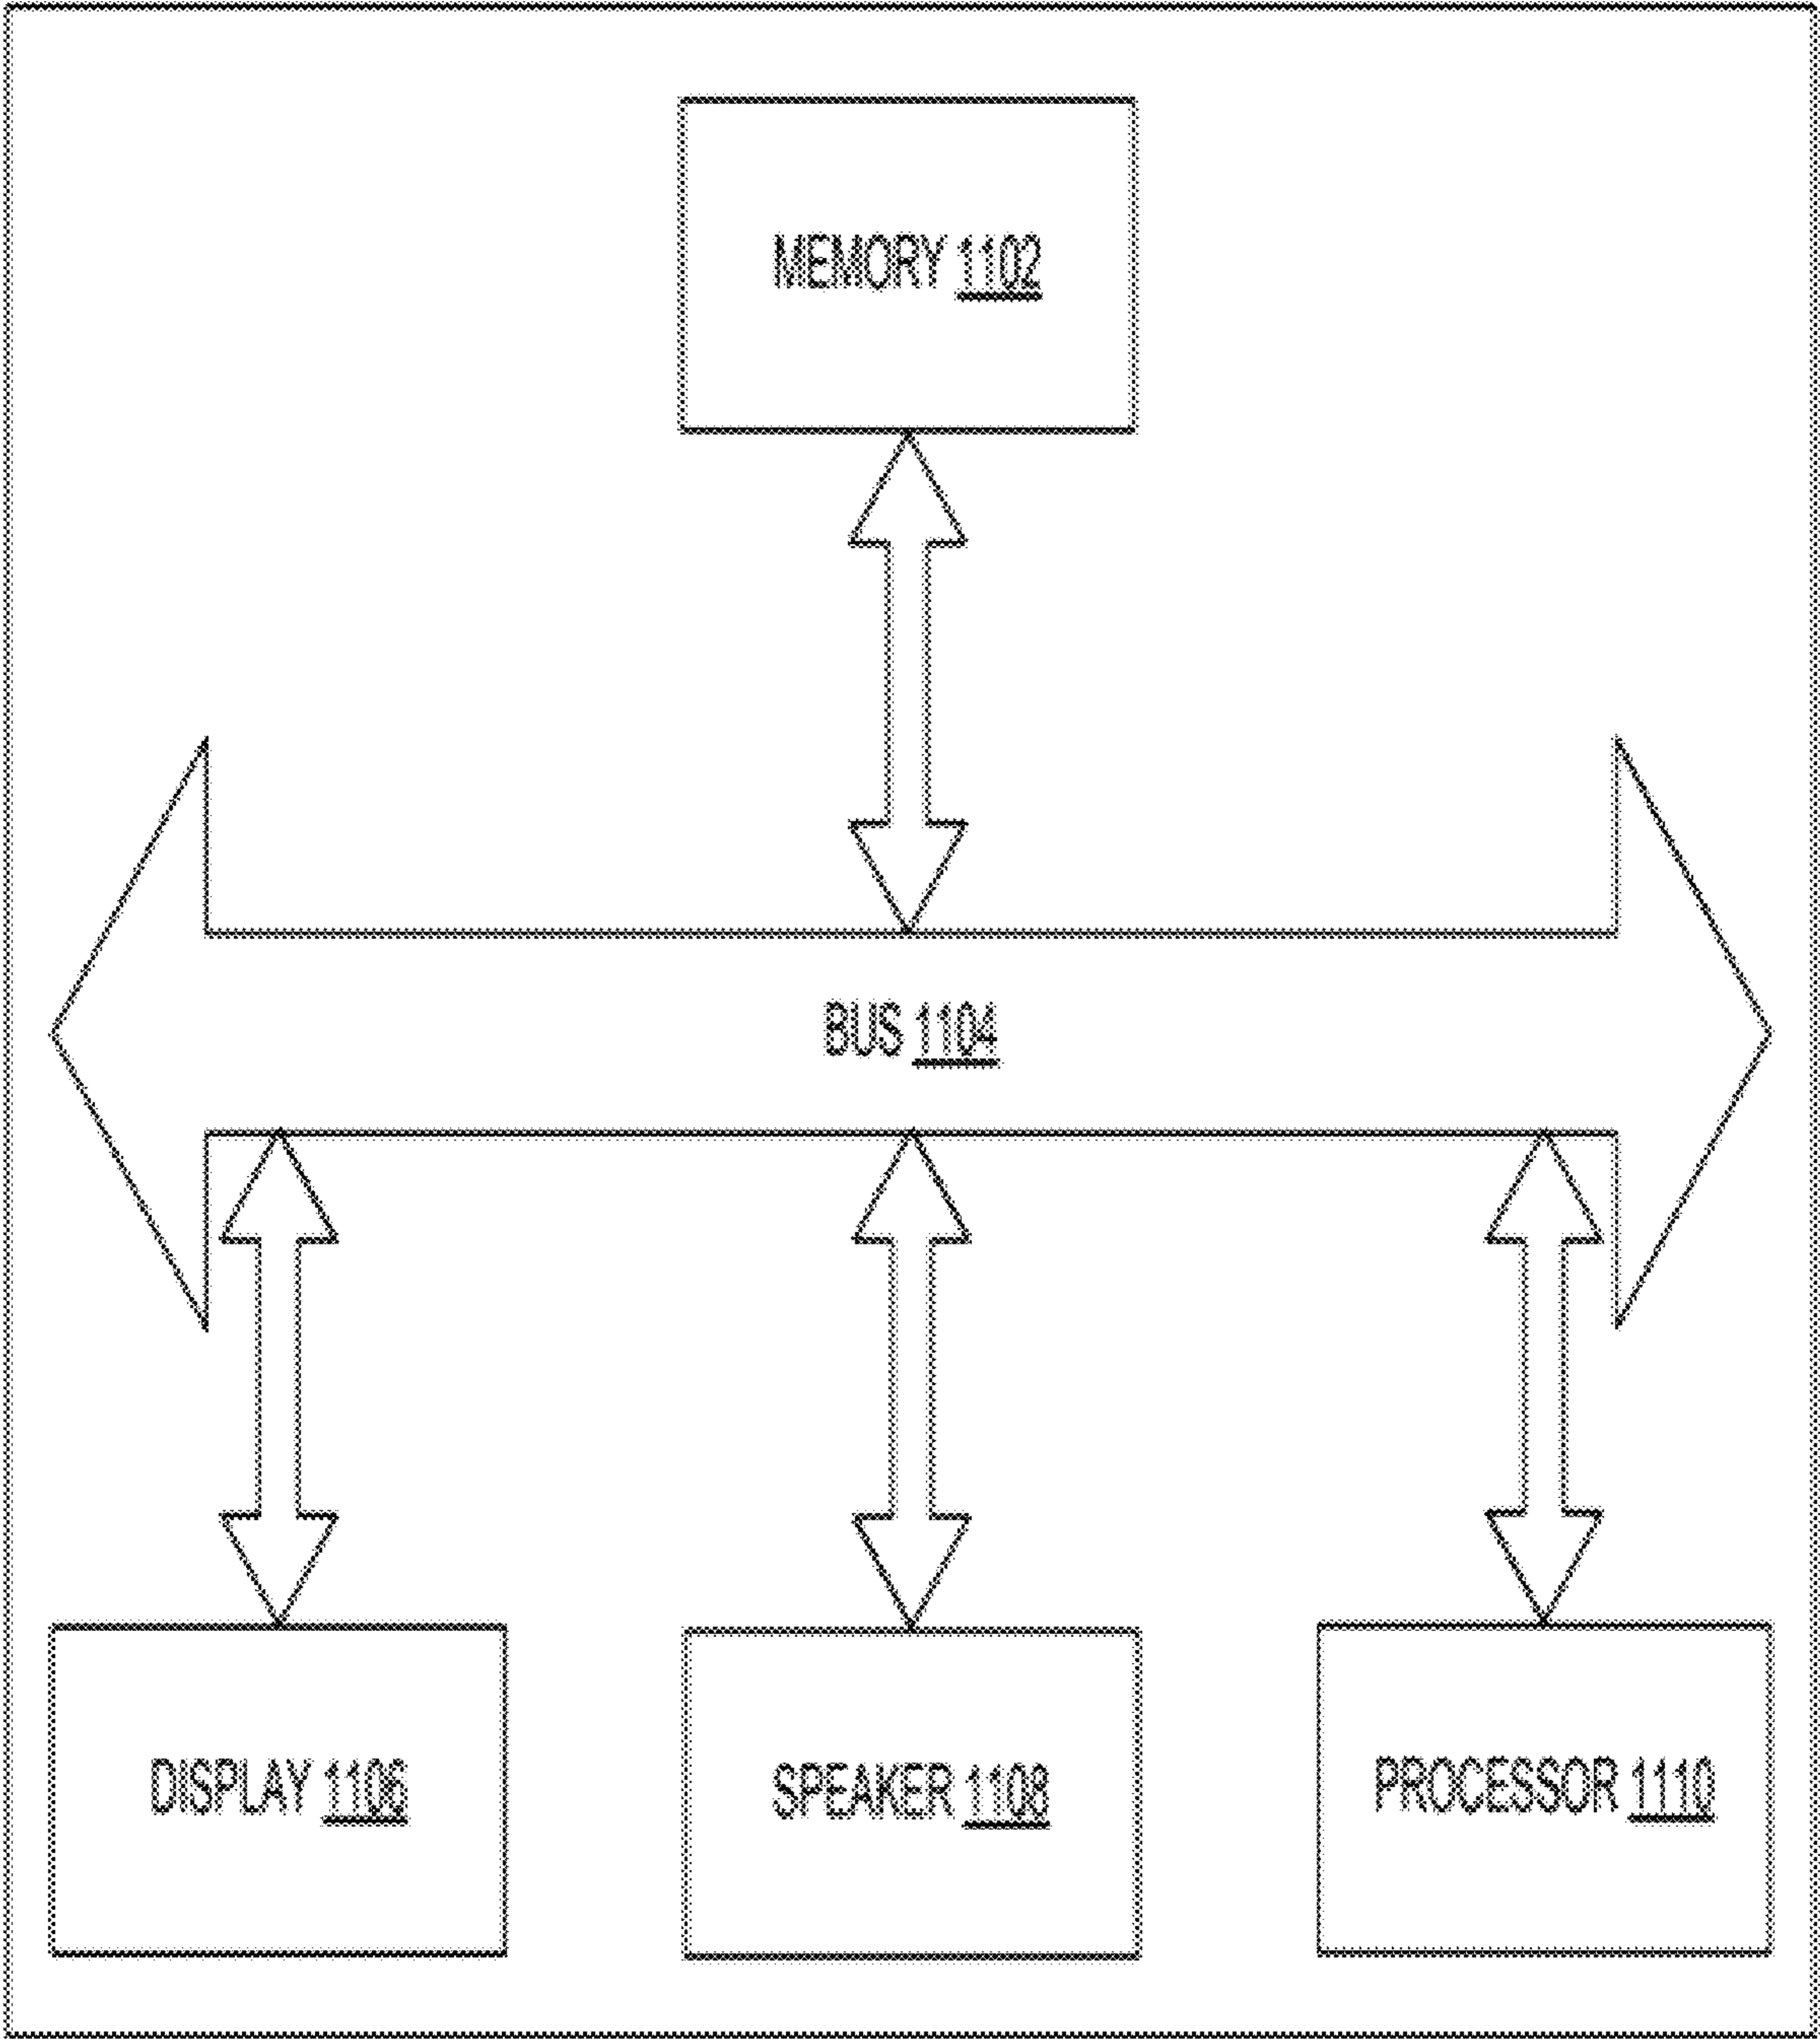 MEMORY 1102
BUS 1104
DISPLAY 1106
SPEAKER 1108
PROCESSOR 1110